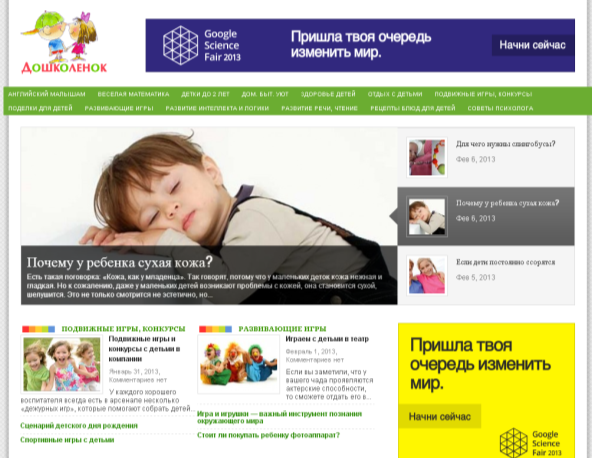 ДОШКОЛЕНОК
Google
Science
Fair 2013
Пришла твоя очередь
изменить мир.
Начни сейчас
АНГЛИЙСКИЙ МАЛЫШАМ ВЕСЕЛАЯ МАТЕМАТИКА ДЕТКИ ДО 2 ЛЕТ ДОМ. БЫТ. УЮТ ЗДОРОВЬЕ ДЕТЕЙ ОТДЫХ С ДЕТЬМИ ПОДВИЖНЫЕ ИГРЫ, КОНКУРСЫ
ПОДЕЛКИ ДЛЯ ДЕТЕЙ РАЗВИВАЮЩИЕ ИГРЫ РАЗВИТИЕ ИНТЕЛЛЕКТА И ЛОГИКИ РАЗВИТИЕ РЕЧИ, ЧТЕНИЕ РЕЦЕПТЫ БЛЮД ДЛЯ ДЕТЕЙ СОВЕТЫ ПСИХОЛОГА
Почему у ребенка сухая кожа?
Есть такая поговорка: «Кожа, как у младенца». Так говорят, потому что у маленьких деток кожа нежная и
гладкая. Но к сожалению, даже у маленьких детей возникают проблемы с кожей, она становится сухой,
шелушится. Это не только смотрится не эстетично, но...
Для чего нужны слингобусы?
Фев 6, 2013
Почему у ребенка сухая кожа?
Фев 6, 2013
Если дети постоянно ссорятся
Фев 5, 2013
ПОДВИЖНЫЕ ИГРЫ, КОНКУРСЫ
Подвижные игры и
конкурсы с детьми в
компании
Январь 31, 2013,
Комментариев нет
У каждого хорошего
воспитателя всегда есть в арсенале несколько
«дежурных игр», которые помогают собрать детей...
Сценарий детского дня рождения
Спортивные игры с детьми
РАЗВИВАЮЩИЕ ИГРЫ
Играем с детьми в театр
Февраль 1, 2013,
Комментариев нет
Если вы заметили, что у
вашего чада проявляются
актерские способности,
то сможете отдать его в...
Игра и игрушки — важный инструмент познания
окружающего мира
Стоит ли покупать ребенку фотоаппарат?
Пришла твоя
очередь изменить
мир.
Начни сейчас
Google
Science
Fair 2013